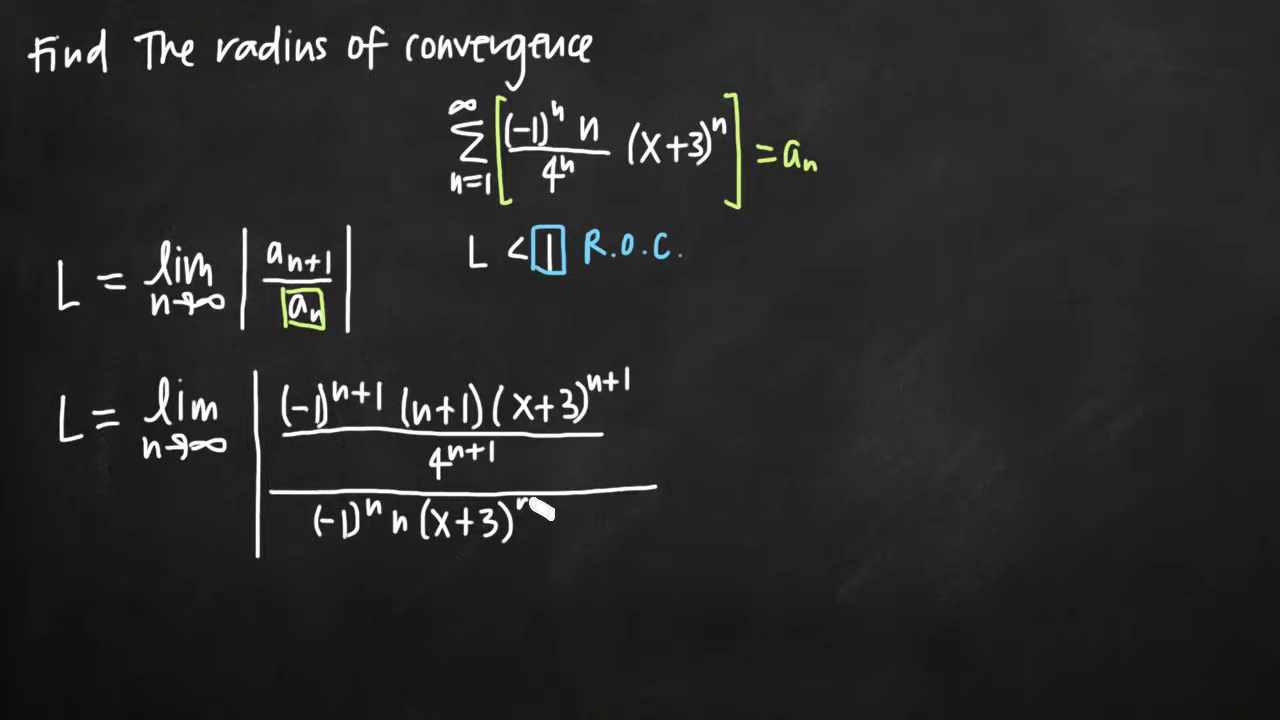 Find The radius of convergence
∞ ∑ n=1 [ (-1)^n n / 4^n (x+3)^n ] = a_n
L < 1 R.O.C.
L = lim n→∞ | a_{n+1} / a_n |
L = lim n→∞ | (-1)^{n+1} (n+1) (x+3)^{n+1}
4^{n+1}
(-1)^n n (x+3)^n